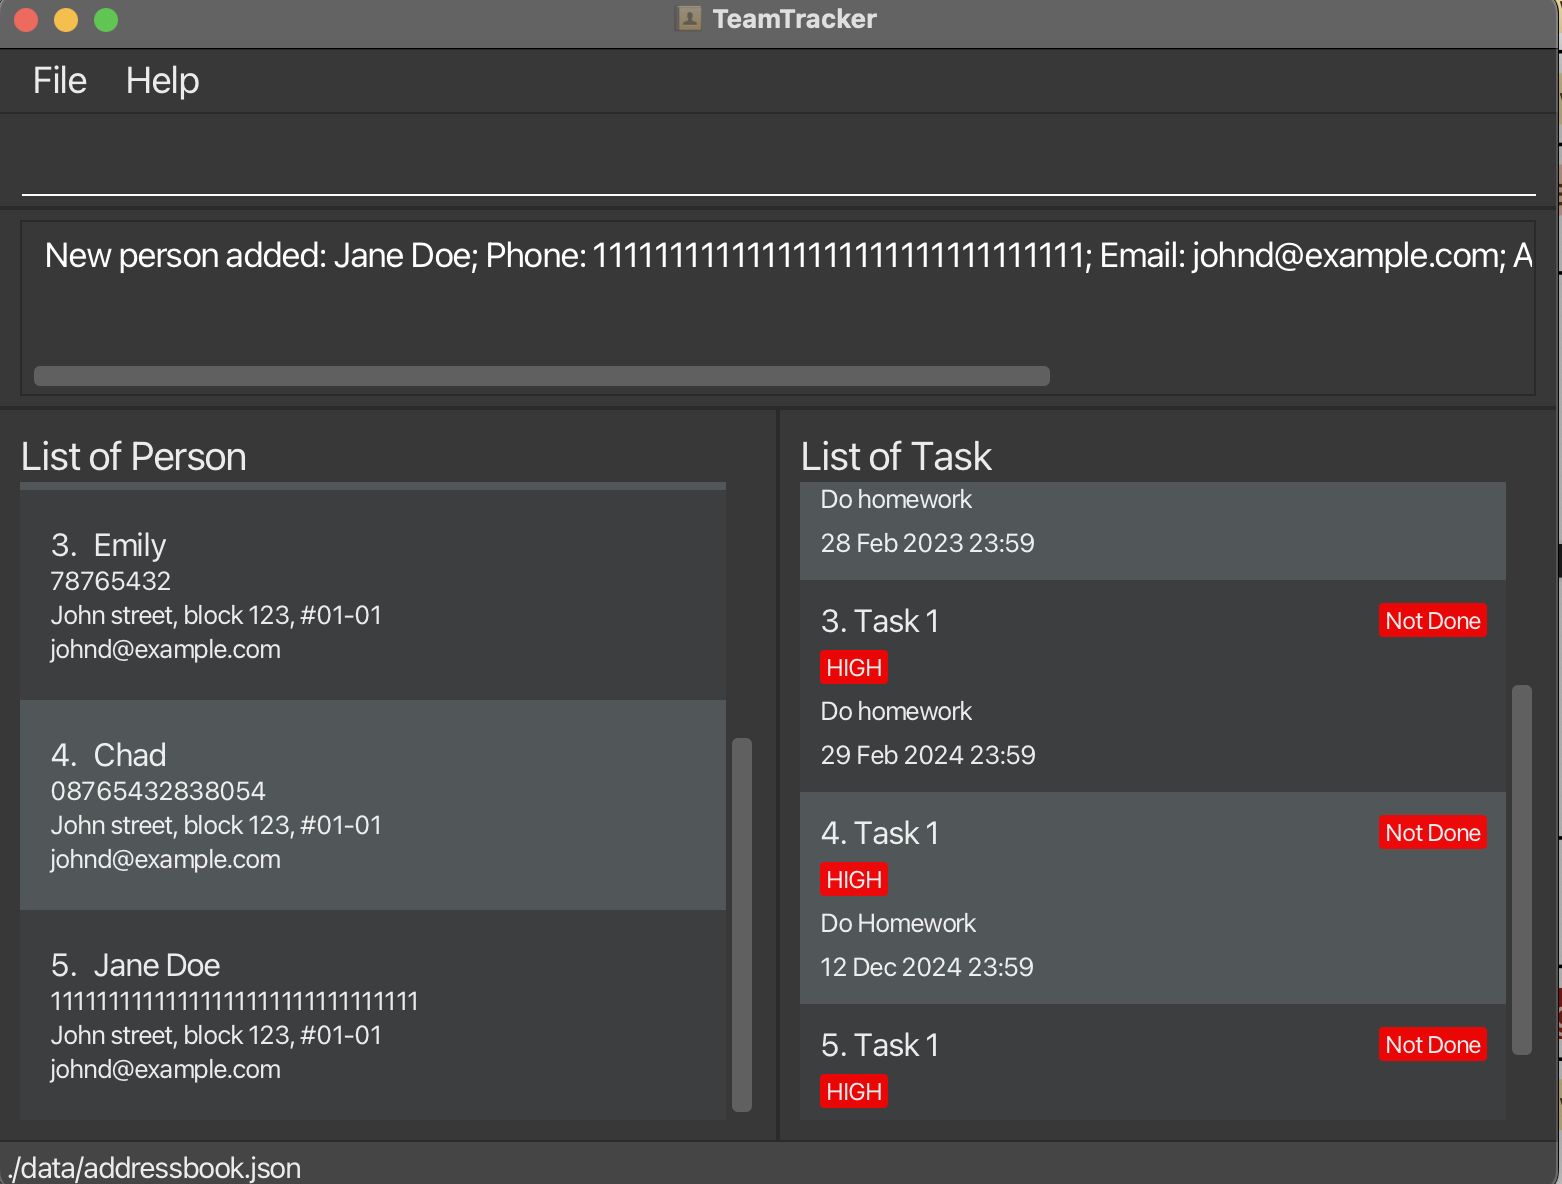 TeamTracker
File Help
New person added: Jane Doe; Phone: Email: johnd@example.com; A
List of Person
3. Emily
78765432
John street, block 123, #01-01
johnd@example.com
4. Chad
08765432838054
John street, block 123, #01-01
johnd@example.com
5. Jane Doe
John street, block 123, #01-01
johnd@example.com
List of Task
Do homework
28 Feb 2023 23:59
3. Task 1 Not Done
HIGH
Do homework
29 Feb 2024 23:59
4. Task 1 Not Done
HIGH
Do Homework
12 Dec 2024 23:59
5. Task 1 Not Done
HIGH
./data/addressbook.json